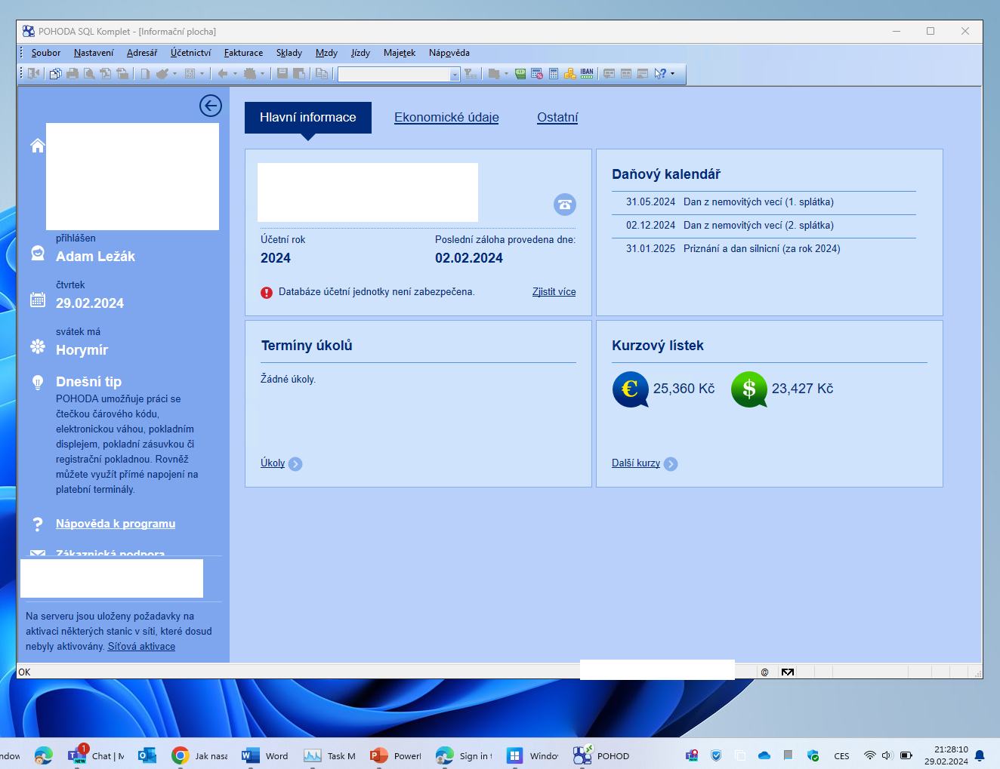 POHODA SQL Komplet - [Informační plocha]
Soubor Nastavení Adresář Účetnictví Fakturace Sklady Mzdy Jízdy Majetek Nápověda
IBAN
Hlavní informace Ekonomické údaje Ostatní
přihlášen
Adam Ležák
čtvrtek
29.02.2024
svátek má
Horymír
Dnešní tip
POHODA umožňuje práci se
čtečkou čárového kódu,
elektronickou váhou, pokladním
displejem, pokladní zásuvkou či
registrační pokladnou. Rovněž
můžete využít přímé napojení na
platební terminály.
Nápověda k programu
Zákaznická podpora
Na serveru jsou uloženy požadavky na
aktivaci některých stanic v síti, které dosud
nebyly aktivovány. Síťová aktivace
Účetní rok Poslední záloha provedena dne:
2024 02.02.2024
Databáze účetní jednotky není zabezpečena. Zjistit více
Daňový kalendář
31.05.2024 Dan z nemovitých vecí (1. splátka)
02.12.2024 Dan z nemovitých vecí (2. splátka)
31.01.2025 Priznání a dan silnicní (za rok 2024)
Termíny úkolů
Žádné úkoly.
Úkoly
Kurzový lístek
€ 25,360 Kč $ 23,427 Kč
Další kurzy
OK @
1 NEW Chat | Jak nasa Word Task M Powerl Sign in Windo POHOD
NEW CES 21:28:10
29.02.2024